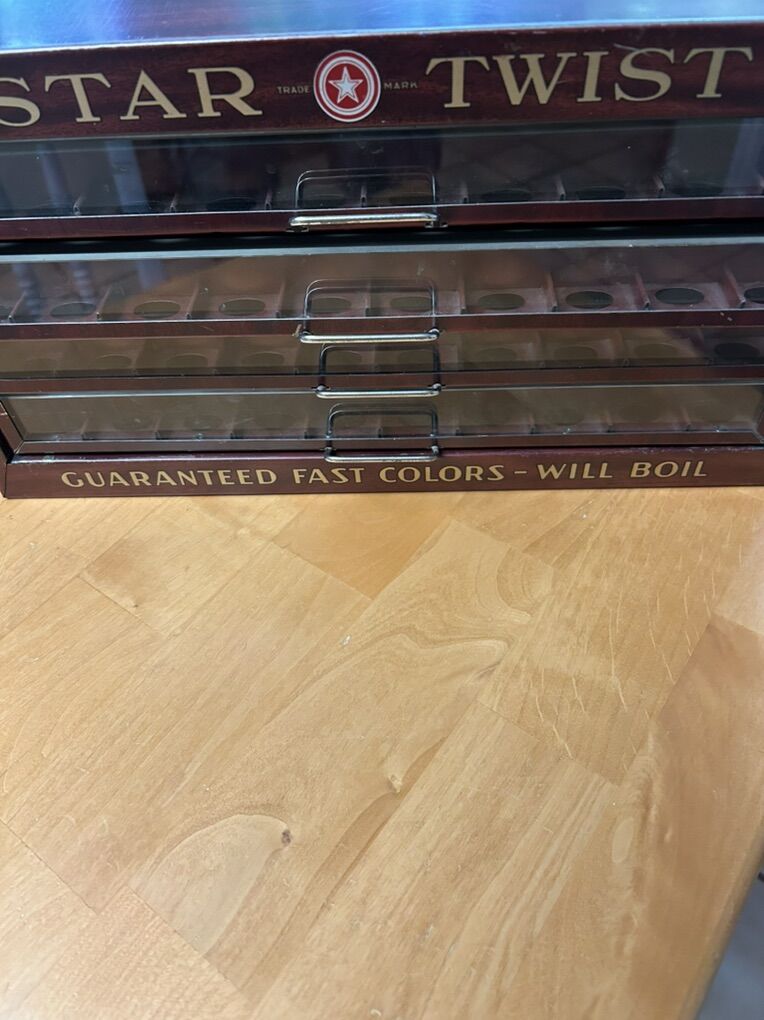 STAR TRADE MARK TWIST
GUARANTEED FAST COLORS - WILL BOIL